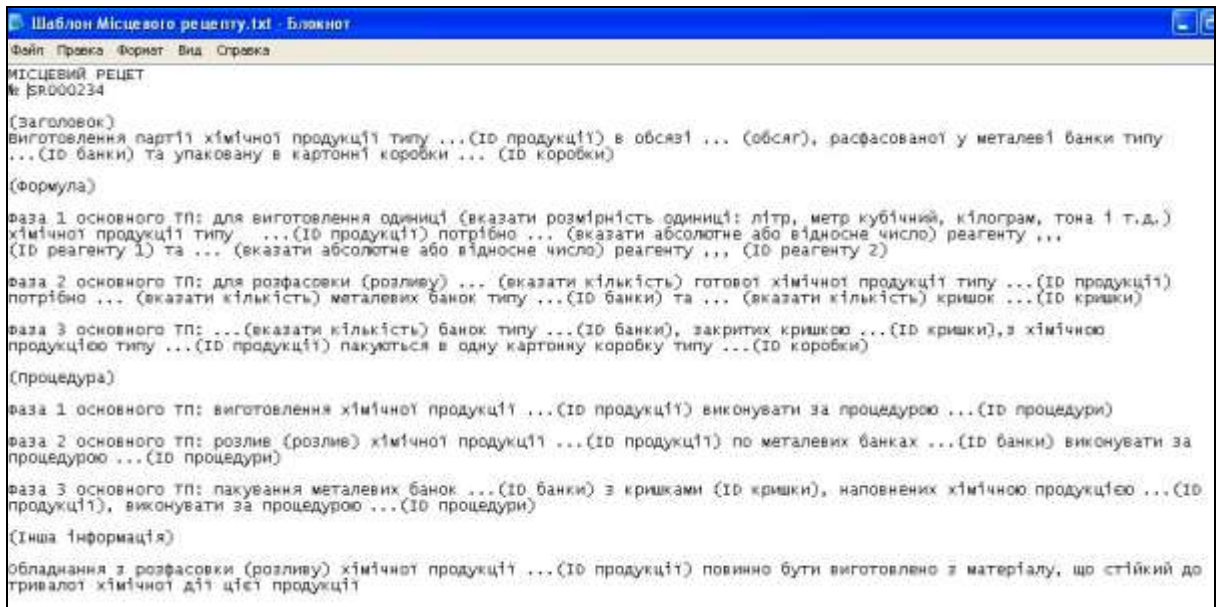 Шаблон Місцевого рецепту.txt - Блокнот
Файл Правка Формат Вид Справка
МІСЦЕВИЙ РЕЦЕТ
№ SR000234
(Заголовок)
Виготовлення партії хімічної продукції типу ...(ID продукції) в обсязі ... (обсяг), расфасованої у металеві банки типу
...(ID банки) та упаковану в картонні коробки ... (ID коробки)
(Формула)
Фаза 1 основного ТП: для виготовлення одиниці (вказати розмірність одиниці: літр, метр кубічний, кілограм, тона і т.д.)
хімічної продукції типу ...(ID продукції) потрібно ... (вказати абсолютне або відносне число) реагенту ,,,
(ID реагенту 1) та ... (вказати абсолютне або відносне число) реагенту ,,, (ID реагенту 2)
Фаза 2 основного ТП: для розфасовки (розливу) ... (вказати кількість) готової хімічної продукції типу ...(ID продукції)
потрібно ... (вказати кількість) металевих банок типу ...(ID банки) та ... (вказати кількість) кришок ...(ID кришки)
Фаза 3 основного ТП: ...(вказати кількість) банок типу ...(ID банки), закритих кришкою ...(ID кришки),з хімічною
продукцією типу ...(ID продукції) пакуються в одну картонну коробку типу ...(ID коробки)
(Процедура)
Фаза 1 основного ТП: виготовлення хімічної продукції ...(ID продукції) виконувати за процедурою ...(ID процедури)
Фаза 2 основного ТП: розлив (розлив) хімічної продукції ...(ID продукції) по металевих банках ...(ID банки) виконувати за
процедурою ...(ID процедури)
Фаза 3 основного ТП: пакування металевих банок ...(ID банки) з кришками (ID кришки), наповнених хімічною продукцією ...(ID
продукції), виконувати за процедурою ...(ID процедури)
(Інша інформація)
Обладнання з розфасовки (розливу) хімічної продукції ...(ID продукції) повинно бути виготовлено з матеріалу, що стійкий до
тривалої хімічної дії цієї продукції